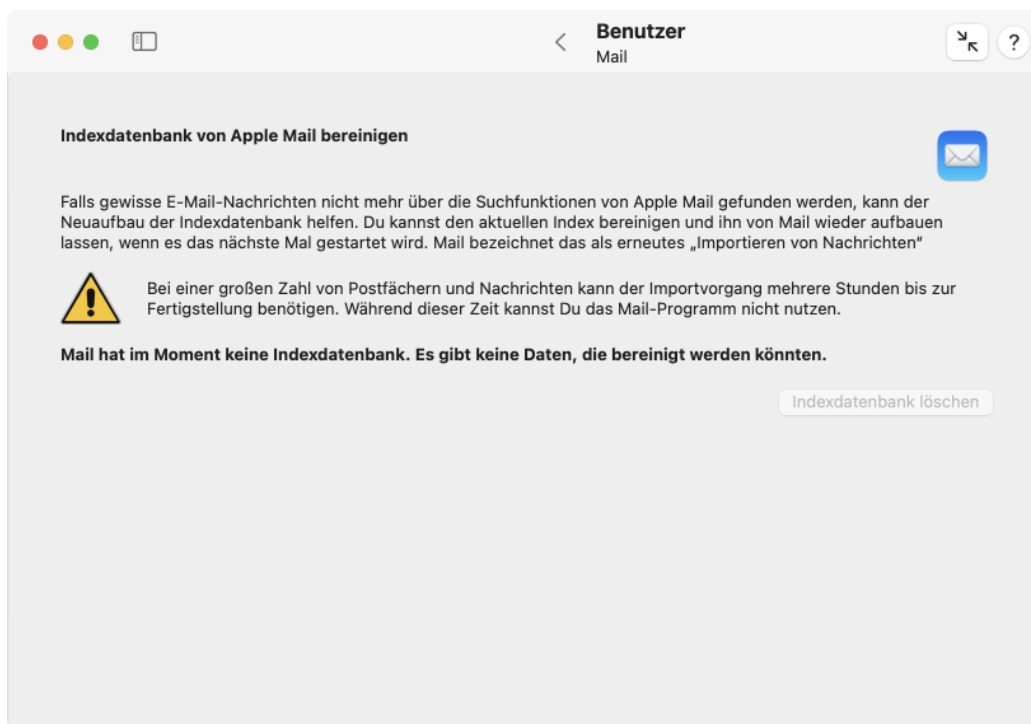 Benutzer
Mail
?
Indexdatenbank von Apple Mail bereinigen
Falls gewisse E-Mail-Nachrichten nicht mehr über die Suchfunktionen von Apple Mail gefunden werden, kann der
Neuaufbau der Indexdatenbank helfen. Du kannst den aktuellen Index bereinigen und ihn von Mail wieder aufbauen
lassen, wenn es das nächste Mal gestartet wird. Mail bezeichnet das als erneutes „Importieren von Nachrichten“
Bei einer großen Zahl von Postfächern und Nachrichten kann der Importvorgang mehrere Stunden bis zur
Fertigstellung benötigen. Während dieser Zeit kannst Du das Mail-Programm nicht nutzen.
Mail hat im Moment keine Indexdatenbank. Es gibt keine Daten, die bereinigt werden könnten.
Indexdatenbank löschen